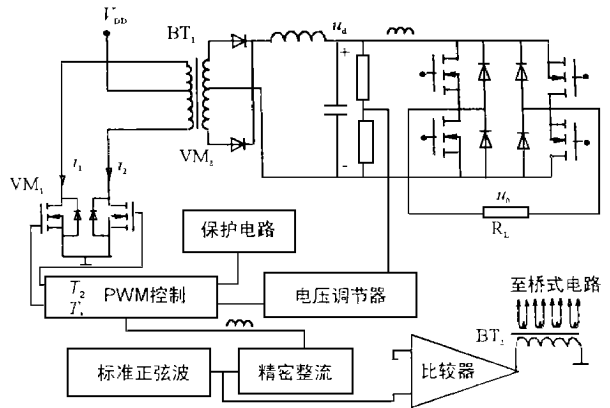 V_DD
BT₁
u_d
+
-
VM₂
i₁
i₂
VM₁
u₀
R_L
保护电路
T₂ PWM控制
T₁
电压调节器
至桥式电路
BT₂
标准正弦波
精密整流
比较器